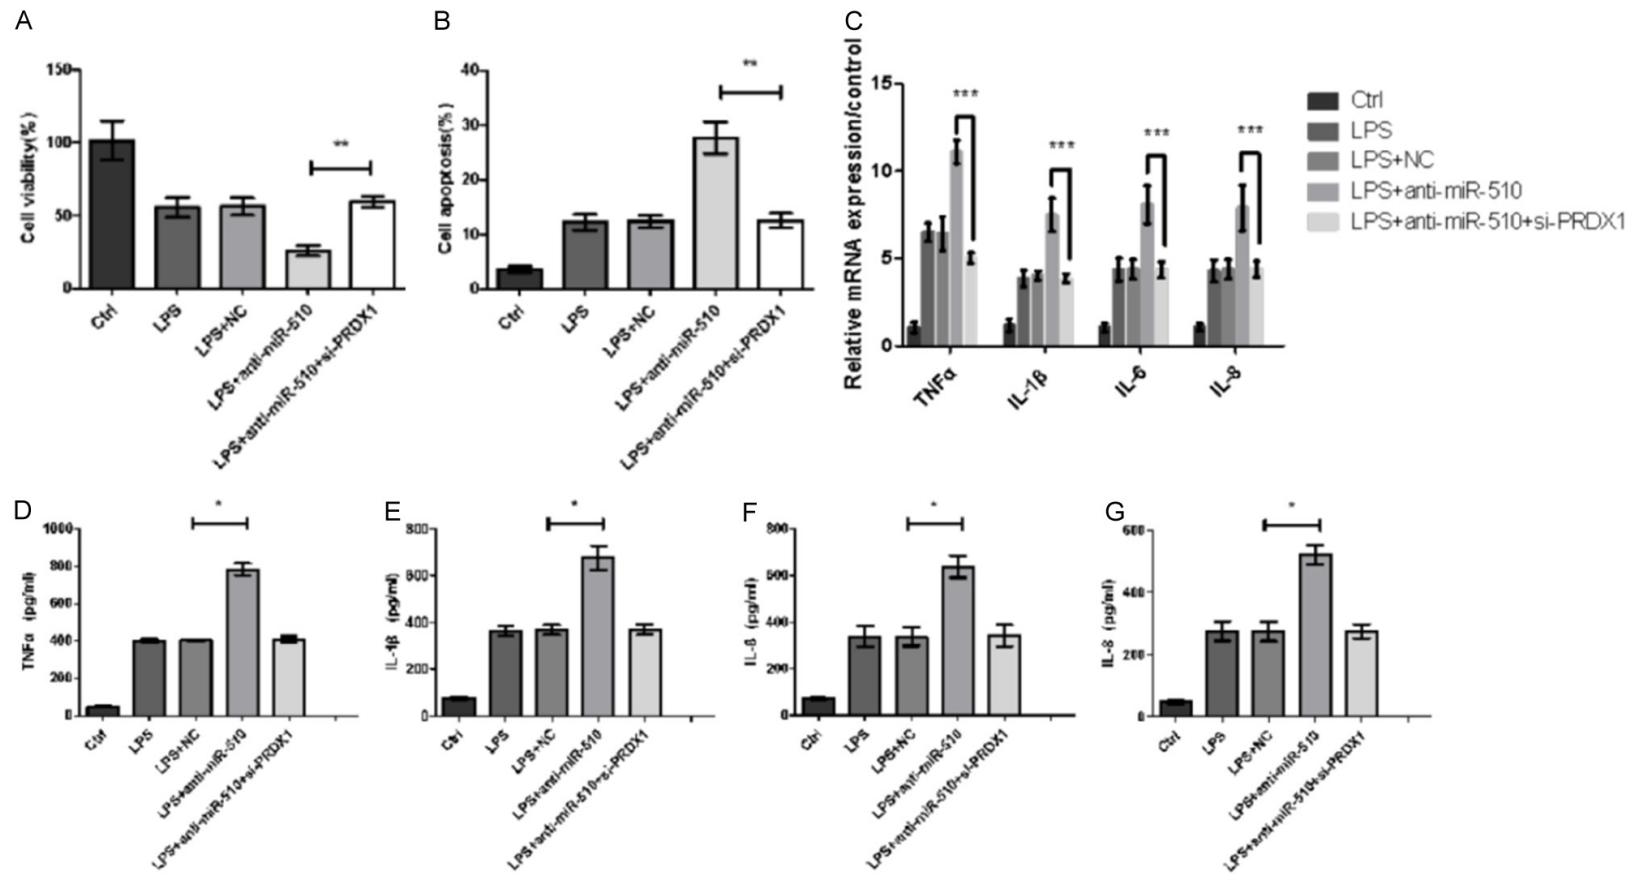 A
Cell viability(%)
150
100
50
0
**
Ctrl
LPS
LPS+NC
LPS+anti-miR-510
LPS+anti-miR-510+si-PRDX1
B
Cell apoptosis(%)
40
30
20
10
0
**
Ctrl
LPS
LPS+NC
LPS+anti-miR-510
LPS+anti-miR-510+si-PRDX1
C
Relative mRNA expression/control
15
10
5
0
***
***
***
***
TNFα
IL-1β
IL-6
IL-8
Ctrl
LPS
LPS+NC
LPS+anti-miR-510
LPS+anti-miR-510+si-PRDX1
D
TNFα (pg/ml)
1000
800
600
400
200
0
*
Ctrl
LPS
LPS+NC
LPS+anti-miR-510
LPS+anti-miR-510+si-PRDX1
E
IL-1β (pg/ml)
800
600
400
200
0
*
Ctrl
LPS
LPS+NC
LPS+anti-miR-510
LPS+anti-miR-510+si-PRDX1
F
(pg/ml)
800
600
400
200
0
*
Ctrl
LPS
LPS+NC
LPS+anti-miR-510
LPS+anti-miR-510+si-PRDX1
G
IL-8 (pg/ml)
600
400
200
0
*
Ctrl
LPS
LPS+NC
LPS+anti-miR-510
LPS+anti-miR-510+si-PRDX1